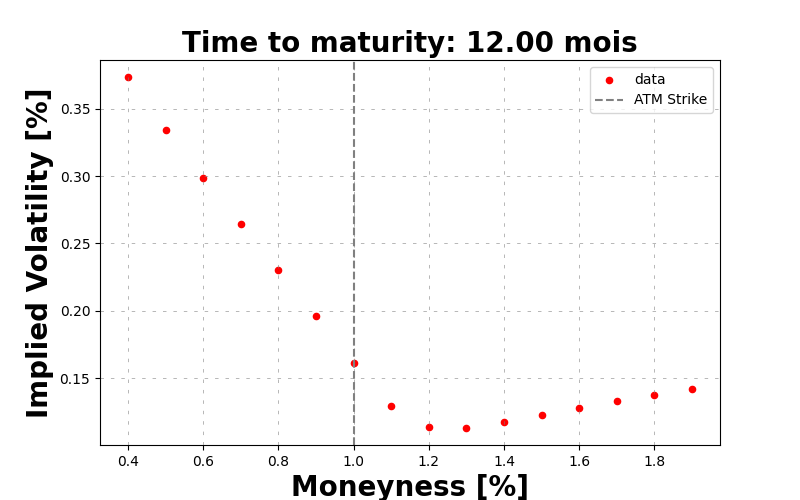 Time to maturity: 12.00 mois
data
ATM Strike
Implied Volatility [%]
0.35
0.30
0.25
0.20
0.15
0.4 0.6 0.8 1.0 1.2 1.4 1.6 1.8
Moneyness [%]